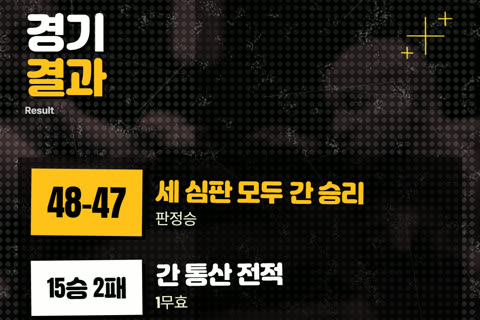 경기
결과
Result
48-47
세 심판 모두 간 승리
판정승
15승 2패
간 통산 전적
1무효